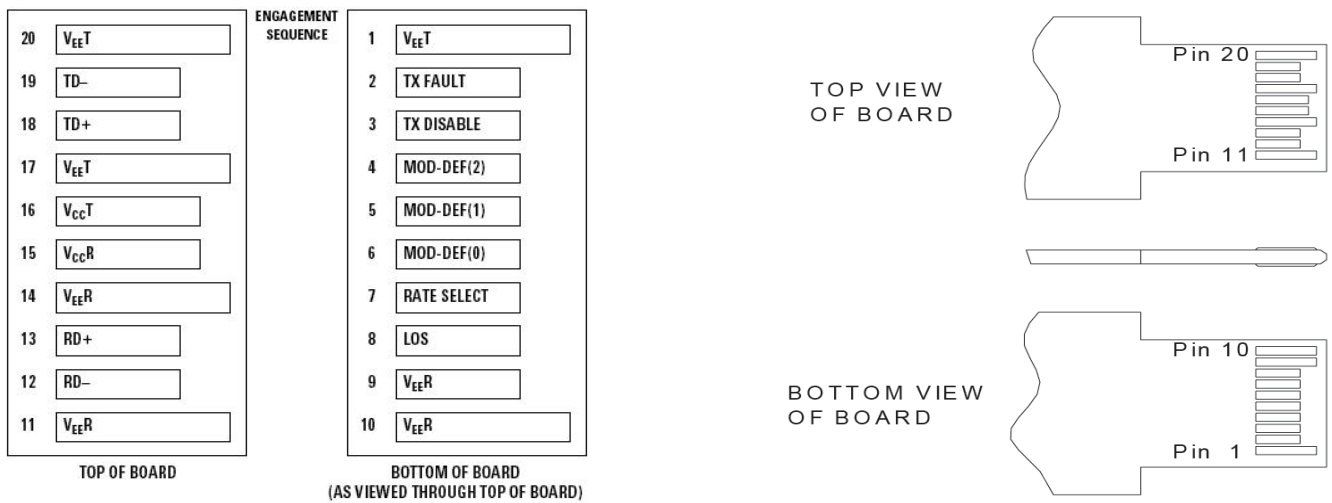 ENGAGEMENT
SEQUENCE
20 VEET
19 TD–
18 TD+
17 VEET
16 VCCT
15 VCCR
14 VEER
13 RD+
12 RD–
11 VEER
TOP OF BOARD
1 VEET
2 TX FAULT
3 TX DISABLE
4 MOD-DEF(2)
5 MOD-DEF(1)
6 MOD-DEF(0)
7 RATE SELECT
8 LOS
9 VEER
10 VEER
BOTTOM OF BOARD
(AS VIEWED THROUGH TOP OF BOARD)
TOP VIEW
OF BOARD
Pin 20
Pin 11
BOTTOM VIEW
OF BOARD
Pin 10
Pin 1